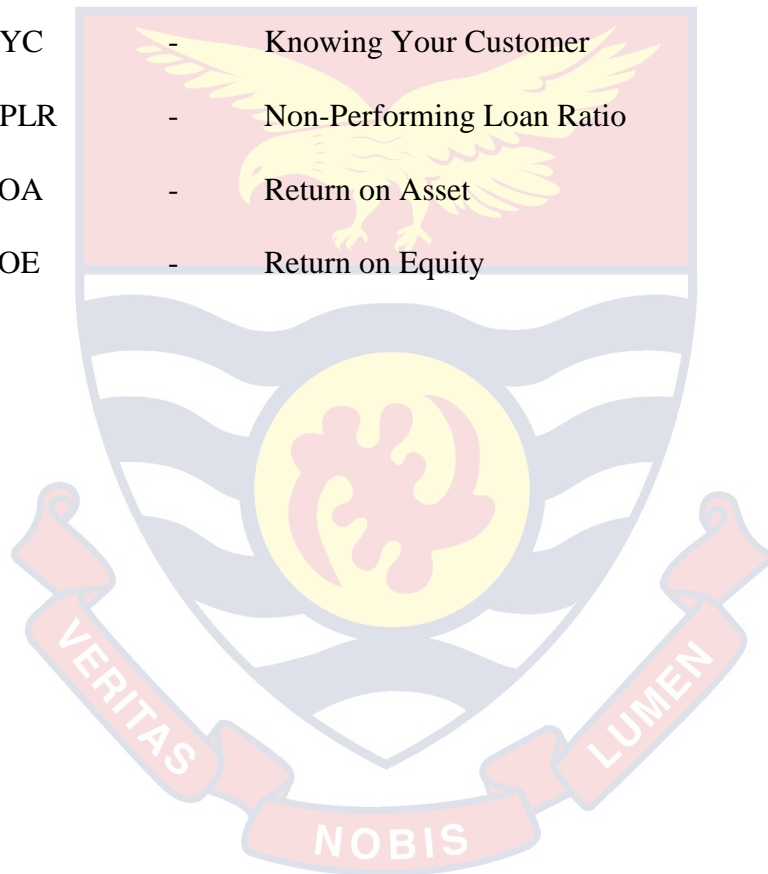 YC - Knowing Your Customer
PLR - Non-Performing Loan Ratio
OA - Return on Asset
OE - Return on Equity
VERITAS
NOBIS
LUMEN